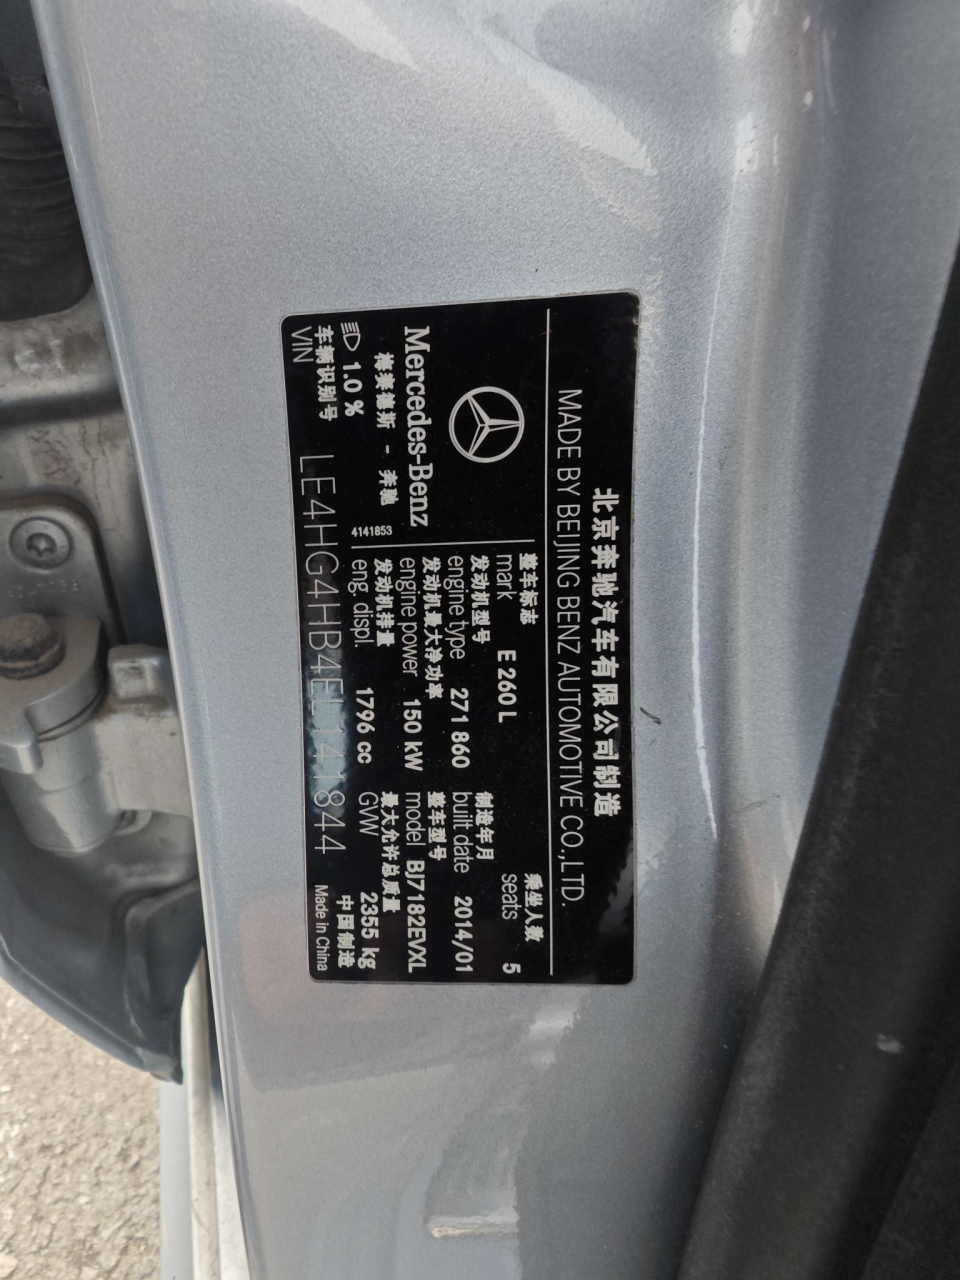 北京奔驰汽车有限公司制造
MADE BY BEIJING BENZ AUTOMOTIVE CO.,LTD.
Mercedes-Benz
梅赛德斯 - 奔驰
1.0 %
4141853
整车标志
mark E 260 L
乘坐人数
seats 5
发动机型号
engine type 271 860
制造年月
built date 2014/01
发动机最大净功率
engine power 150 kW
整车型号
model BJ7182EVXL
发动机排量
eng. displ. 1796 cc
最大允许总质量
GVW 2355 kg
车辆识别号
VIN LE4HG4HB4EL141844
中国制造
Made in China